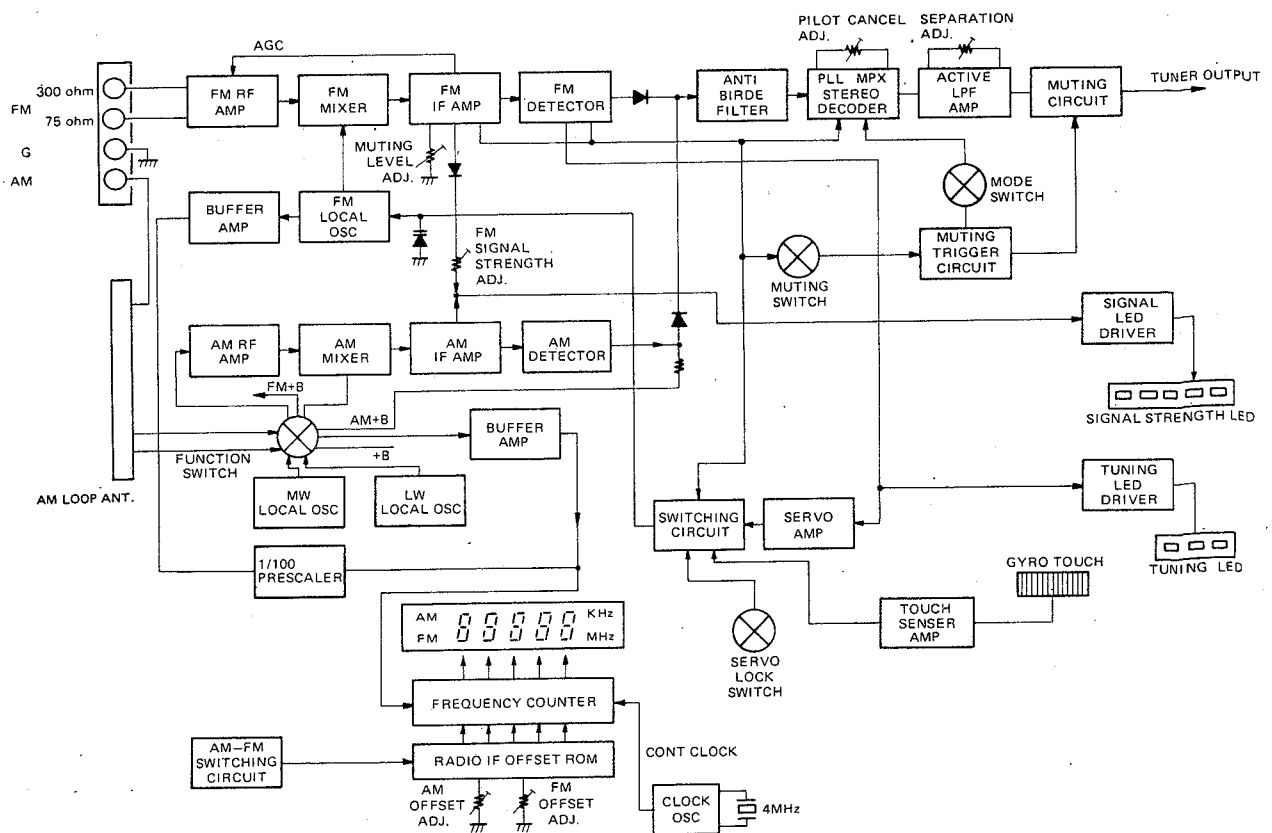 PILOT CANCEL
ADJ.
SEPARATION
ADJ.
AGC
300 ohm
FM
75 ohm
G
AM
FM RF
AMP
FM
MIXER
FM
IF AMP
FM
DETECTOR
ANTI
BIRDE
FILTER
PLL MPX
STEREO
DECODER
ACTIVE
LPF
AMP
MUTING
CIRCUIT
TUNER OUTPUT
MUTING
LEVEL
ADJ.
MODE
SWITCH
BUFFER
AMP
FM
LOCAL
OSC
FM
SIGNAL
STRENGTH
ADJ.
MUTING
SWITCH
MUTING
TRIGGER
CIRCUIT
SIGNAL
LED
DRIVER
AM RF
AMP
AM
MIXER
AM
IF AMP
AM
DETECTOR
SIGNAL STRENGTH LED
FM+B
AM+B
+B
FUNCTION
SWITCH
BUFFER
AMP
AM LOOP ANT.
MW
LOCAL OSC
LW
LOCAL OSC
SWITCHING
CIRCUIT
SERVO
AMP
TUNING
LED
DRIVER
TUNING LED
1/100
PRESCALER
GYRO TOUCH
TOUCH
SENSER
AMP
AM
FM
88888
KHz
MHz
SERVO
LOCK
SWITCH
FREQUENCY COUNTER
RADIO IF OFFSET ROM
AM-FM
SWITCHING
CIRCUIT
CONT CLOCK
AM
OFFSET
ADJ.
FM
OFFSET
ADJ.
CLOCK
OSC
4MHz